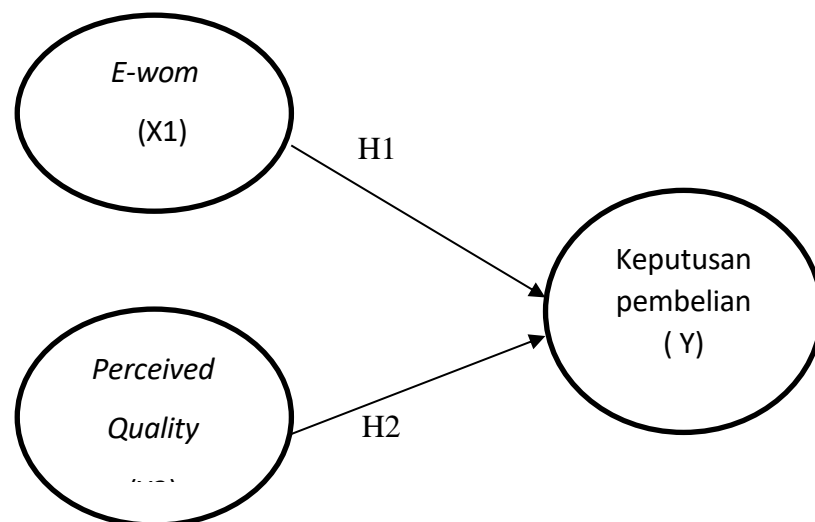 E-wom
(X1)
H1
Keputusan
pembelian
( Y)
Perceived
Quality
H2